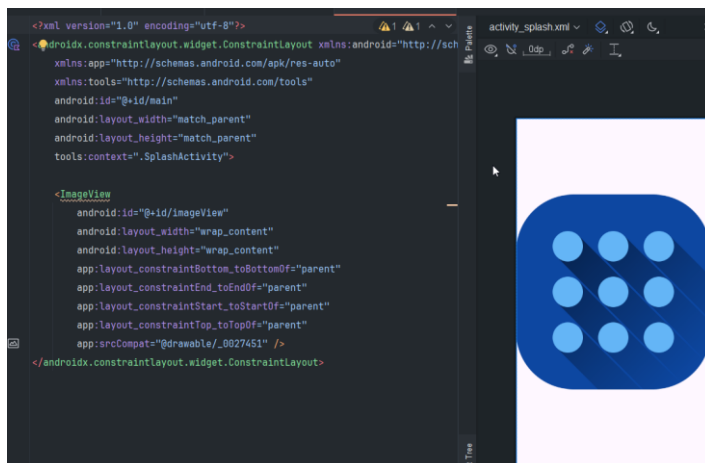 <?xml version="1.0" encoding="utf-8"?>
1 1
<androidx.constraintlayout.widget.ConstraintLayout xmlns:android="http://sch
xmlns:app="http://schemas.android.com/apk/res-auto"
xmlns:tools="http://schemas.android.com/tools"
android:id="@+id/main"
android:layout_width="match_parent"
android:layout_height="match_parent"
tools:context=".SplashActivity">
<ImageView
android:id="@+id/imageView"
android:layout_width="wrap_content"
android:layout_height="wrap_content"
app:layout_constraintBottom_toBottomOf="parent"
app:layout_constraintEnd_toEndOf="parent"
app:layout_constraintStart_toStartOf="parent"
app:layout_constraintTop_toTopOf="parent"
app:srcCompat="@drawable/_0027451" />
</androidx.constraintlayout.widget.ConstraintLayout>
Palette
Tree
activity_splash.xml
0dp